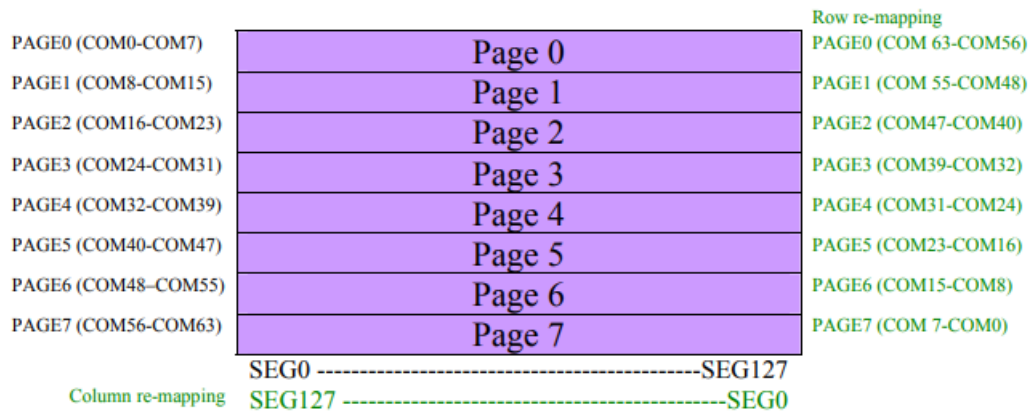 Row re-mapping
PAGE0 (COM0-COM7) Page 0 PAGE0 (COM 63-COM56)
PAGE1 (COM8-COM15) Page 1 PAGE1 (COM 55-COM48)
PAGE2 (COM16-COM23) Page 2 PAGE2 (COM47-COM40)
PAGE3 (COM24-COM31) Page 3 PAGE3 (COM39-COM32)
PAGE4 (COM32-COM39) Page 4 PAGE4 (COM31-COM24)
PAGE5 (COM40-COM47) Page 5 PAGE5 (COM23-COM16)
PAGE6 (COM48–COM55) Page 6 PAGE6 (COM15-COM8)
PAGE7 (COM56-COM63) Page 7 PAGE7 (COM 7-COM0)
SEG0 ----------------------------------------------SEG127
Column re-mapping SEG127 ----------------------------------------------SEG0